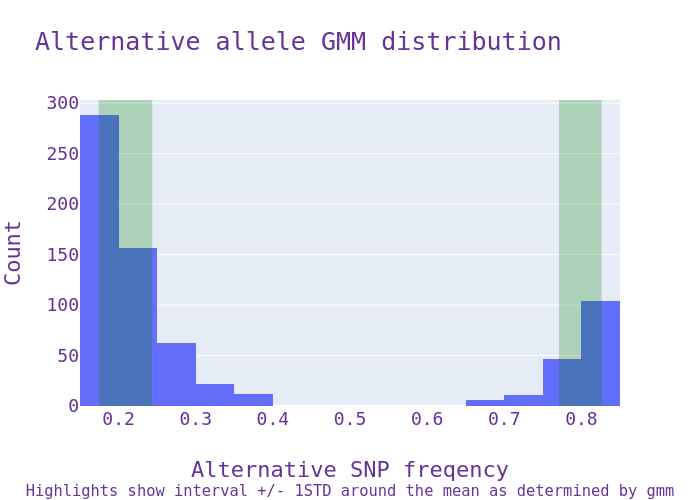 Alternative allele GMM distribution
300
250
200
150
100
50
0
Count
0.2 0.3 0.4 0.5 0.6 0.7 0.8
Alternative SNP freqency
Highlights show interval +/- 1STD around the mean as determined by gmm